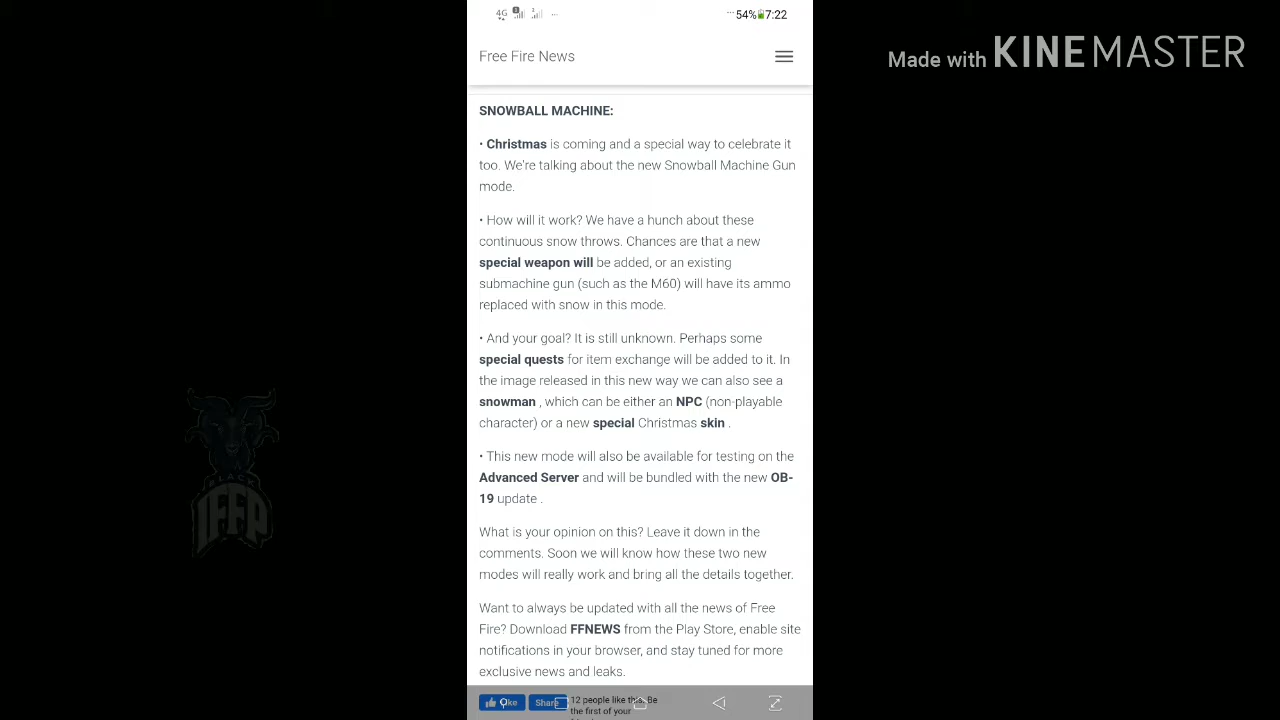 4G 54% 7:22
Made with KINEMASTER
Free Fire News
SNOWBALL MACHINE:
• Christmas is coming and a special way to celebrate it
too. We're talking about the new Snowball Machine Gun
mode.
• How will it work? We have a hunch about these
continuous snow throws. Chances are that a new
special weapon will be added, or an existing
submachine gun (such as the M60) will have its ammo
replaced with snow in this mode.
• And your goal? It is still unknown. Perhaps some
special quests for item exchange will be added to it. In
the image released in this new way we can also see a
snowman , which can be either an NPC (non-playable
character) or a new special Christmas skin .
• This new mode will also be available for testing on the
Advanced Server and will be bundled with the new OB-
19 update .
What is your opinion on this? Leave it down in the
comments. Soon we will know how these two new
modes will really work and bring all the details together.
Want to always be updated with all the news of Free
Fire? Download FFNEWS from the Play Store, enable site
notifications in your browser, and stay tuned for more
exclusive news and leaks.
Like Share 12 people like this. Be
the first of your
BLACK